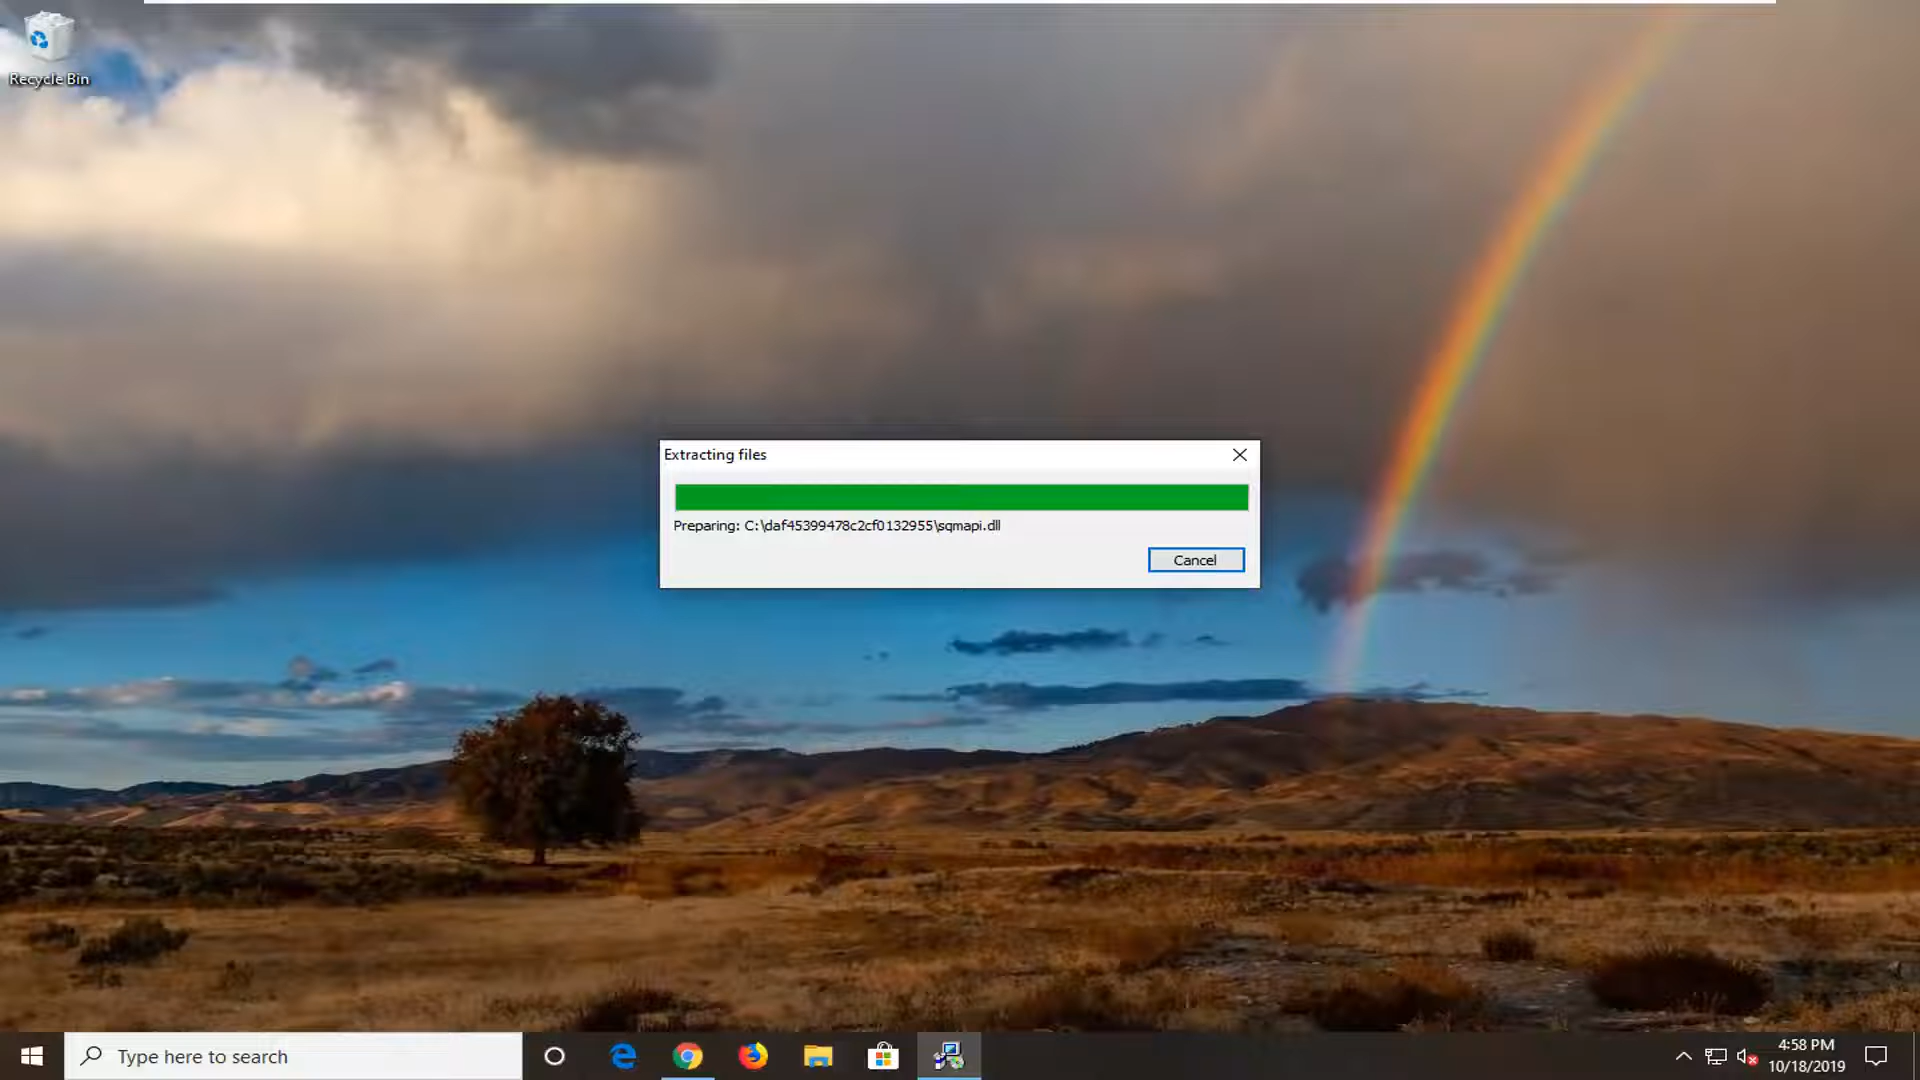 Recycle Bin
Extracting files
Preparing: C:\daf45399478c2cf0132955\sqmapi.dll
Cancel
Type here to search
4:58 PM
10/18/2019